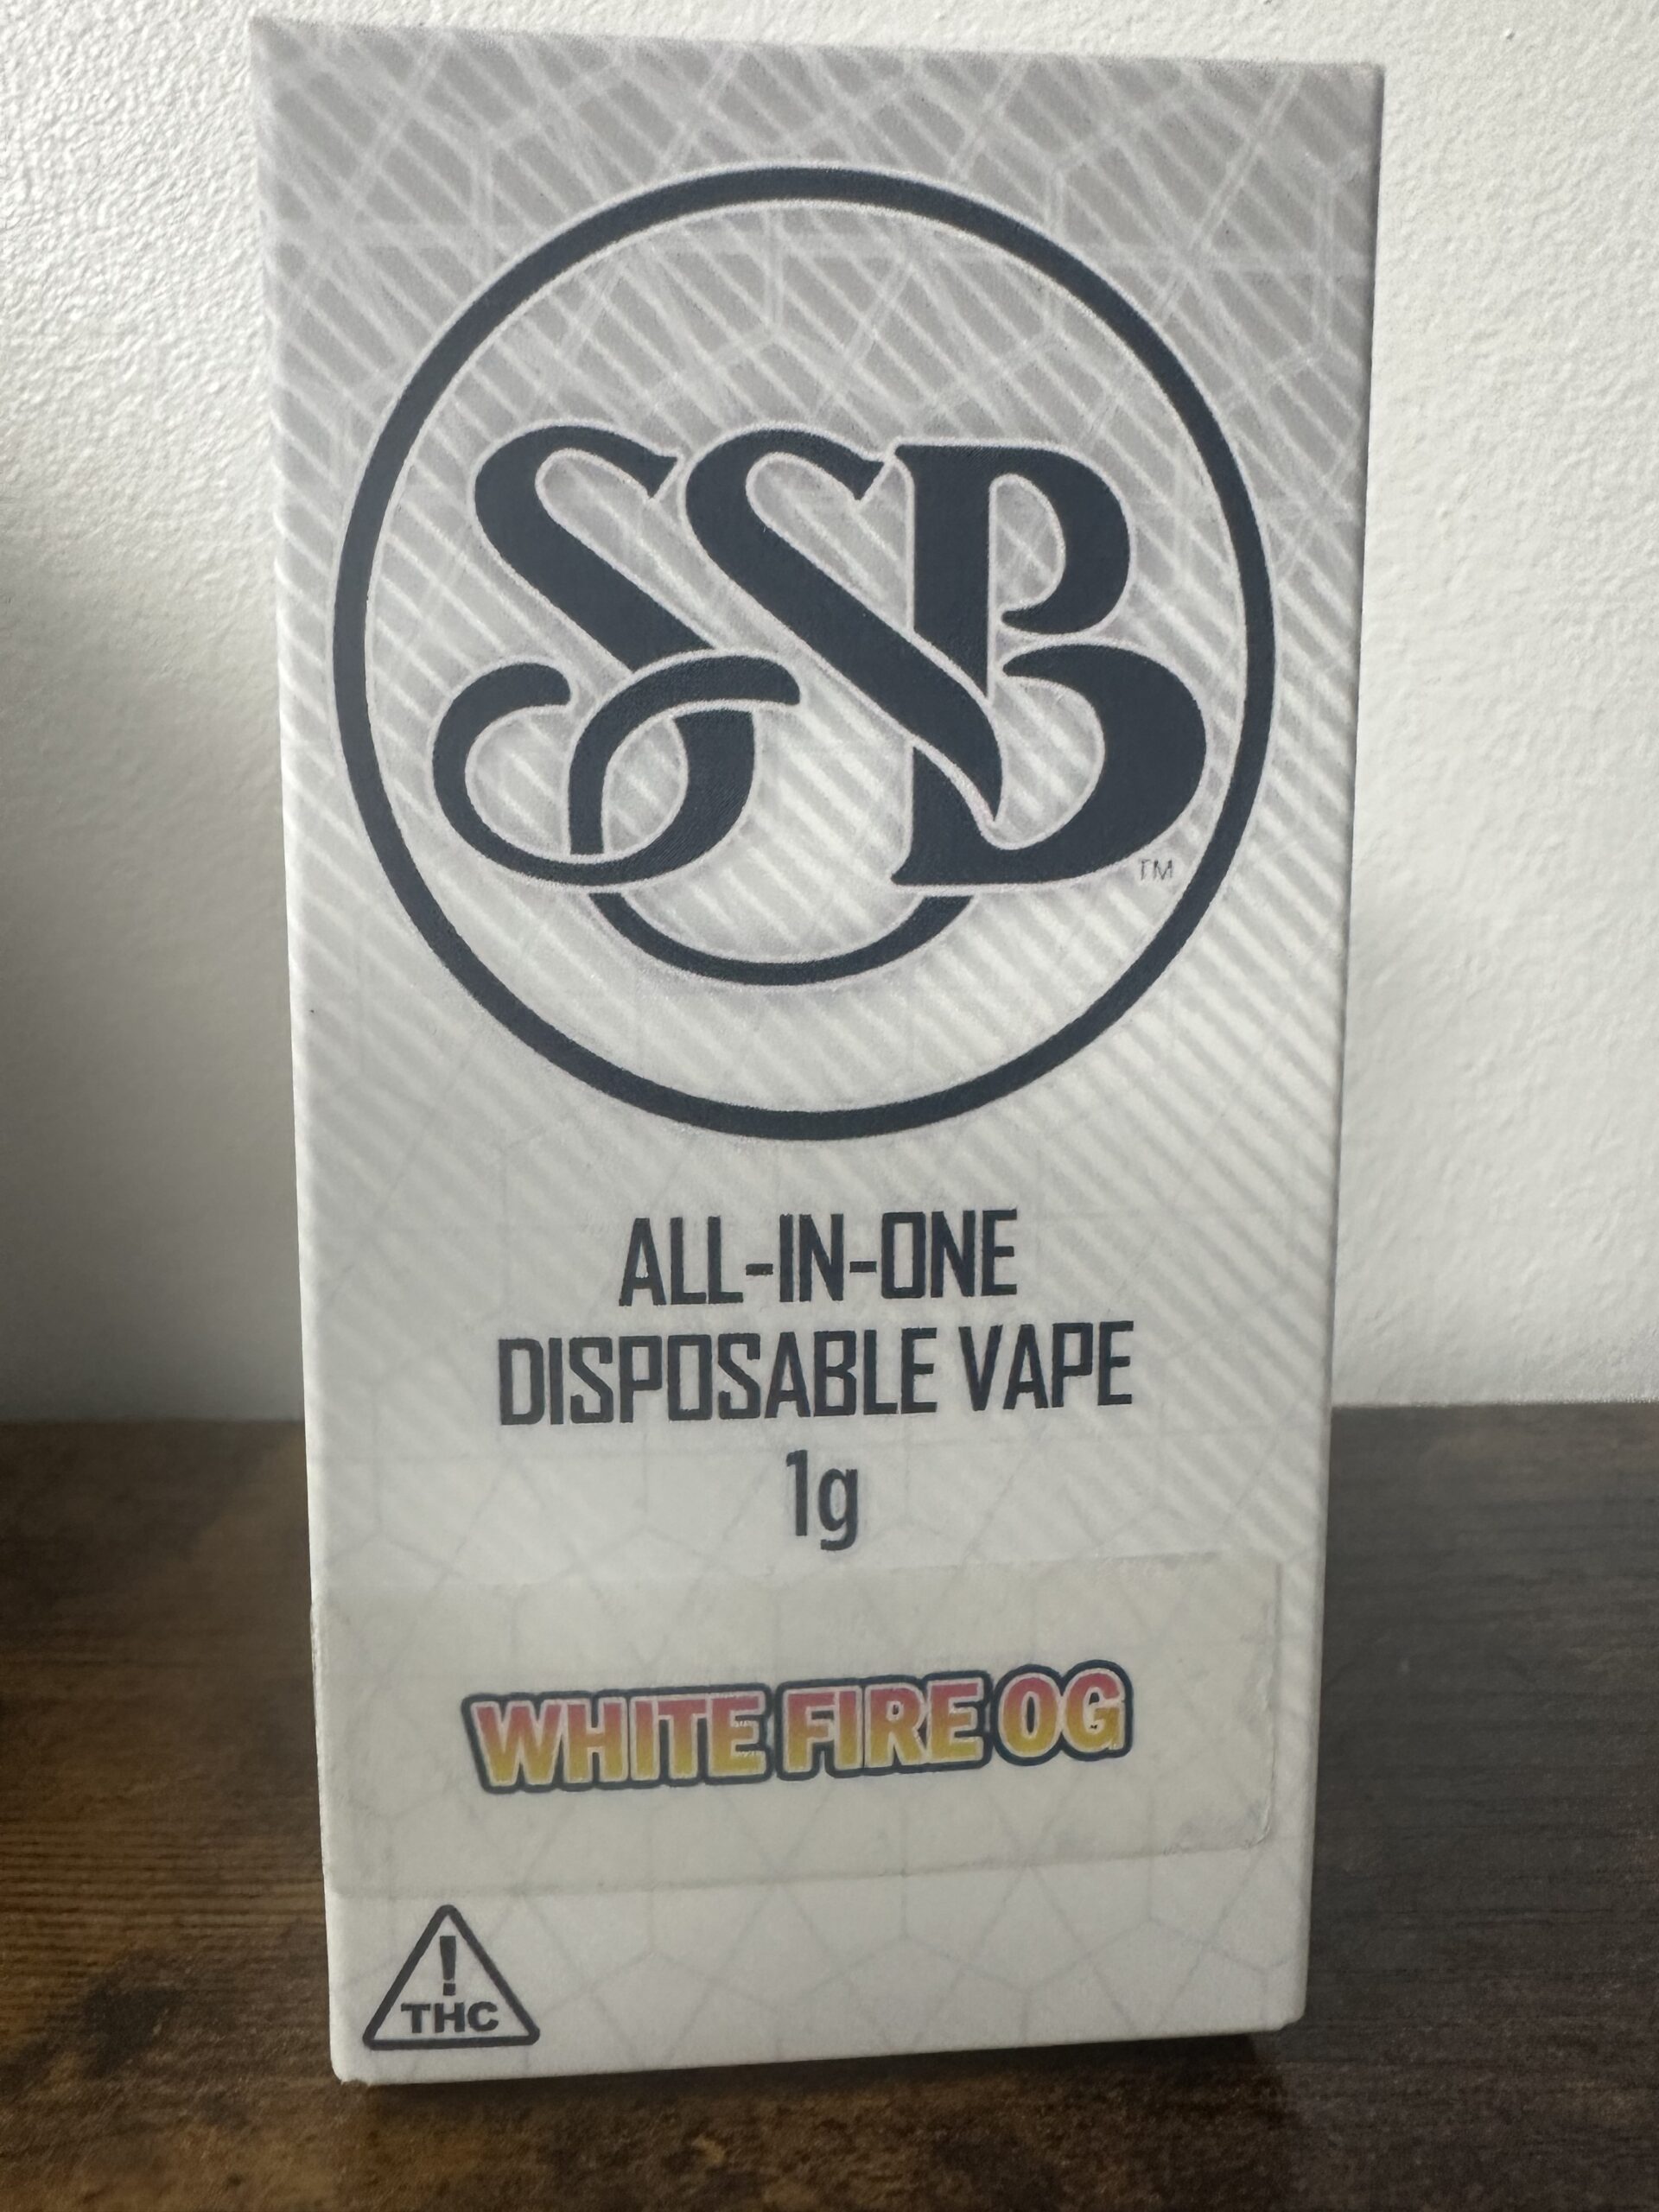 SSB
TM
ALL-IN-ONE
DISPOSABLE VAPE
1g
WHITE FIRE OG
!
THC